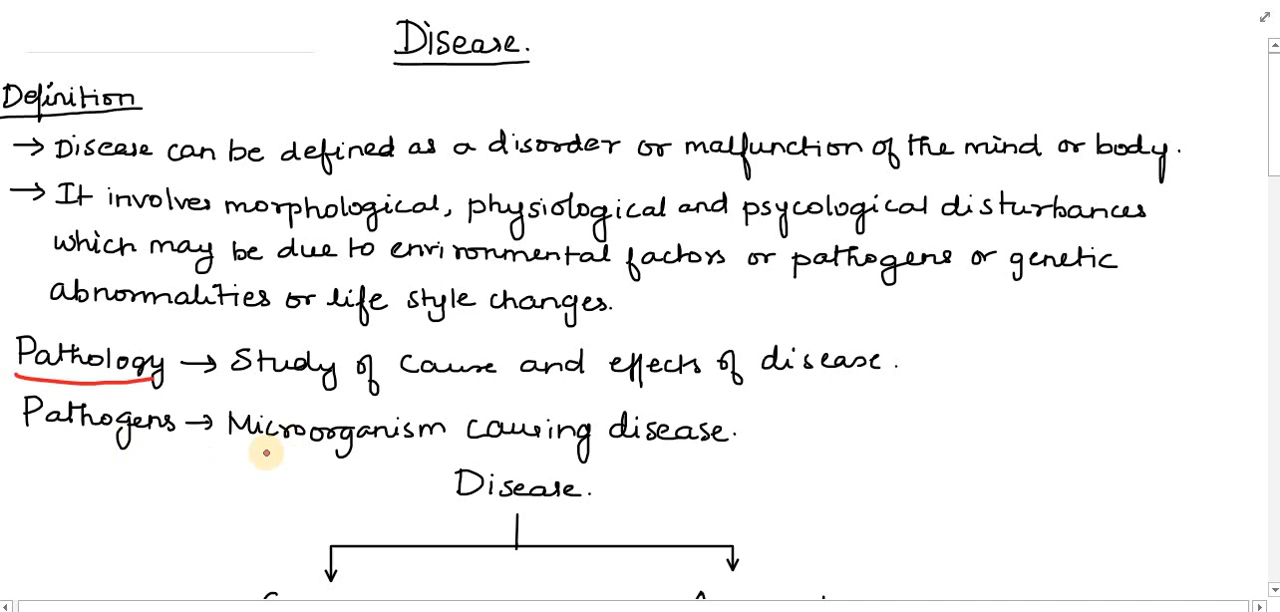 Disease.
Definition
→ Disease can be defined as a disorder or malfunction of the mind or body.
→ It involves morphological, physiological and psycological disturbances
which may be due to environmental factors or pathogens or genetic
abnormalities or life style changes.
Pathology → Study of cause and effects of disease.
Pathogens → Microorganism causing disease.
Disease.